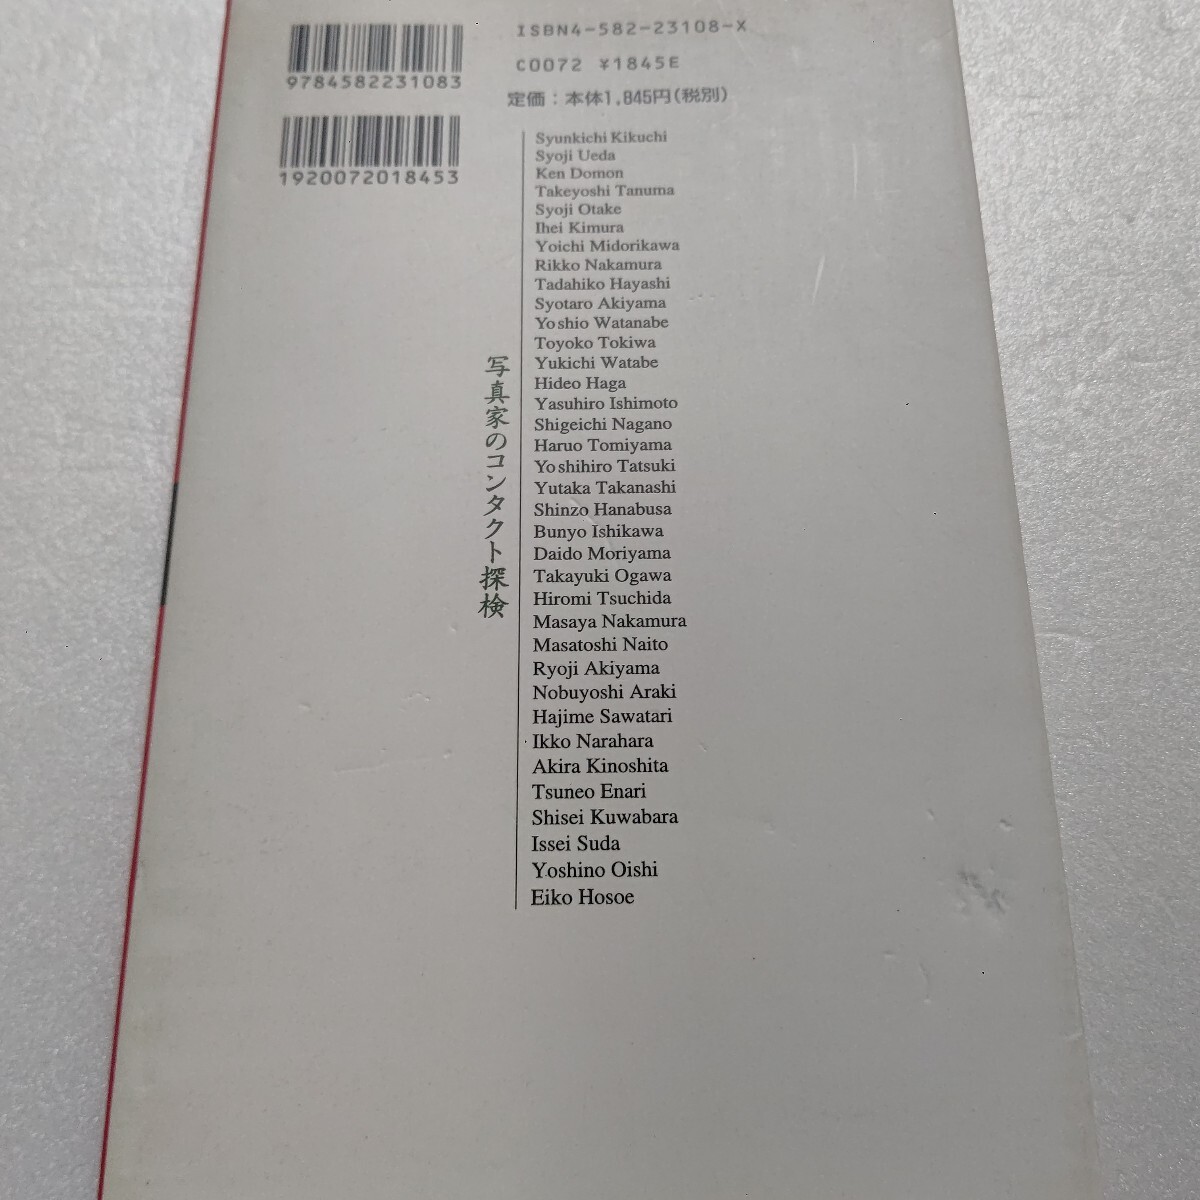 ISBN4-582-23108-X
9784582231083
C0072 ¥1845E
定価：本体1,845円（税別）
1920072018453
写真家のコンタクト探検
Syunkichi Kikuchi
Syoji Ueda
Ken Domon
Takeyoshi Tanuma
Syoji Otake
Ihei Kimura
Yoichi Midorikawa
Rikko Nakamura
Tadahiko Hayashi
Syotaro Akiyama
Yoshio Watanabe
Toyoko Tokiwa
Yukichi Watabe
Hideo Haga
Yasuhiro Ishimoto
Shigeichi Nagano
Haruo Tomiyama
Yoshihiro Tatsuki
Yutaka Takanashi
Shinzo Hanabusa
Bunyo Ishikawa
Daido Moriyama
Takayuki Ogawa
Hiromi Tsuchida
Masaya Nakamura
Masatoshi Naito
Ryoji Akiyama
Nobuyoshi Araki
Hajime Sawatari
Ikko Narahara
Akira Kinoshita
Tsuneo Enari
Shisei Kuwabara
Issei Suda
Yoshino Oishi
Eiko Hosoe